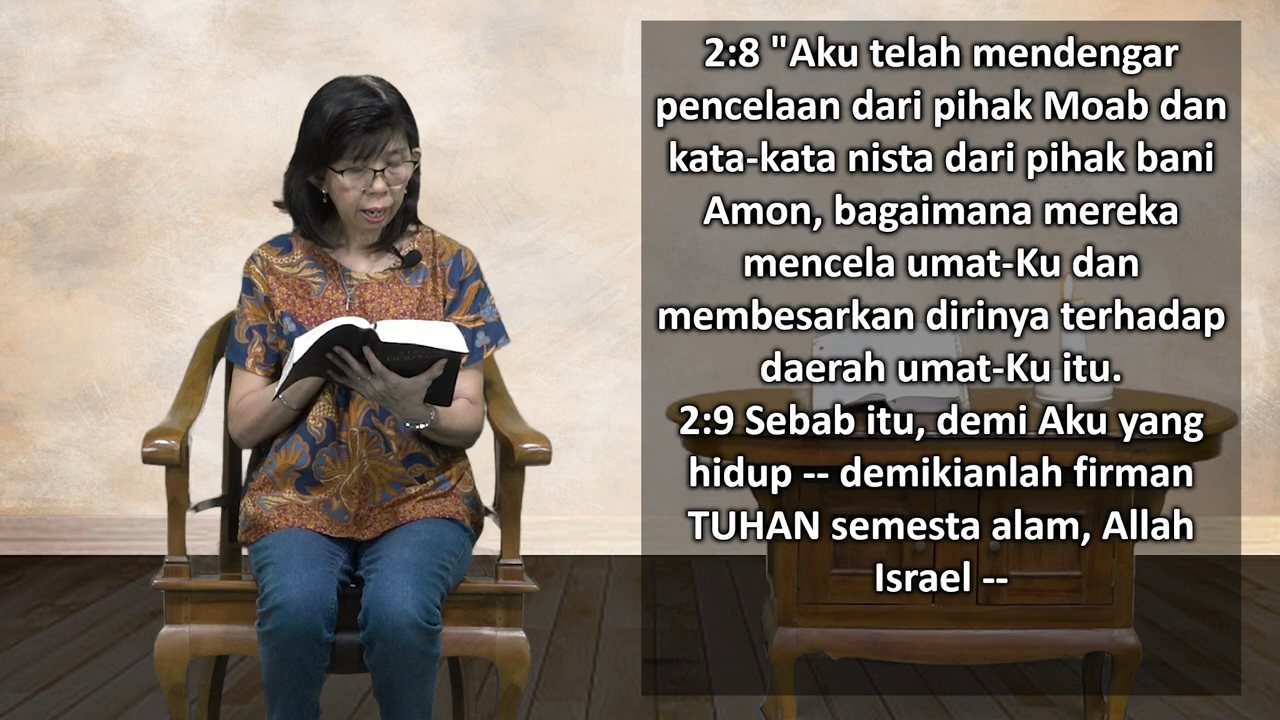 2:8 "Aku telah mendengar
pencelaan dari pihak Moab dan
kata-kata nista dari pihak bani
Amon, bagaimana mereka
mencela umat-Ku dan
membesarkan dirinya terhadap
daerah umat-Ku itu.
2:9 Sebab itu, demi Aku yang
hidup -- demikianlah firman
TUHAN semesta alam, Allah
Israel --